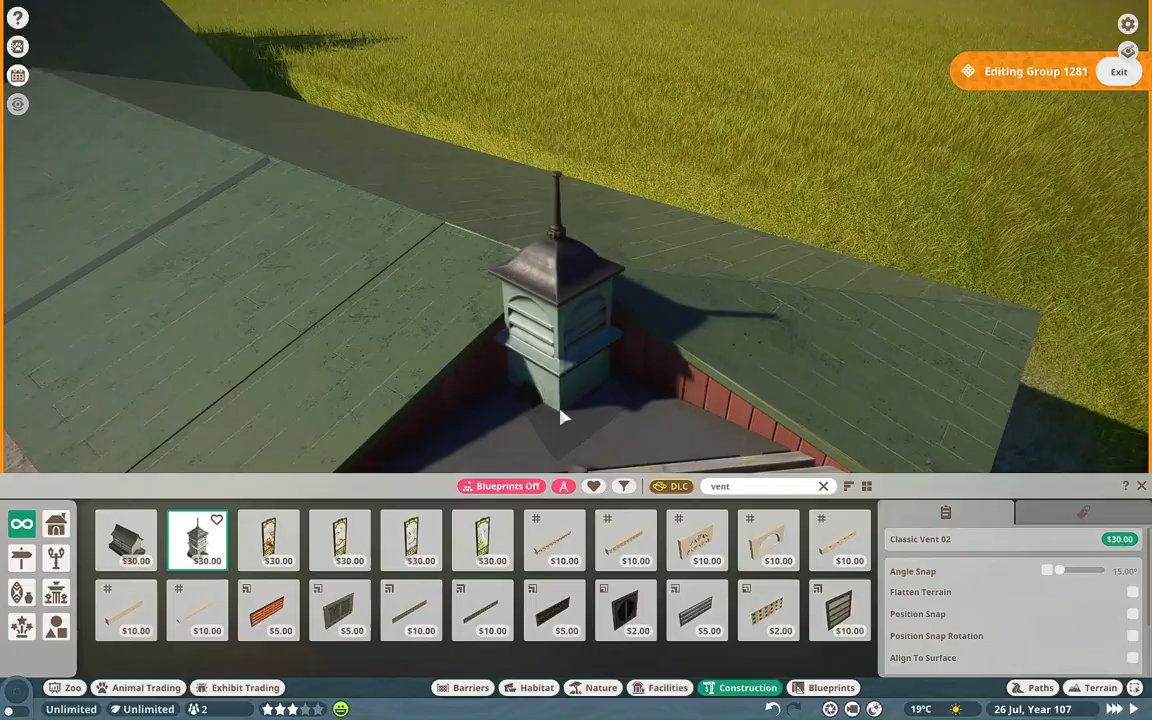 ?
Editing Group 1281
Exit
Blueprints Off
DLC
vent
?
$30.00
$30.00
$30.00
$30.00
$30.00
$30.00
$10.00
$10.00
$10.00
$10.00
$10.00
$10.00
$10.00
$5.00
$5.00
$10.00
$10.00
$5.00
$2.00
$5.00
$2.00
$10.00
Classic Vent 02
$30.00
Angle Snap
15.00°
Flatten Terrain
Position Snap
Position Snap Rotation
Align To Surface
Zoo
Animal Trading
Exhibit Trading
Barriers
Habitat
Nature
Facilities
Construction
Blueprints
Paths
Terrain
Unlimited
Unlimited
2
19°C
26 Jul, Year 107